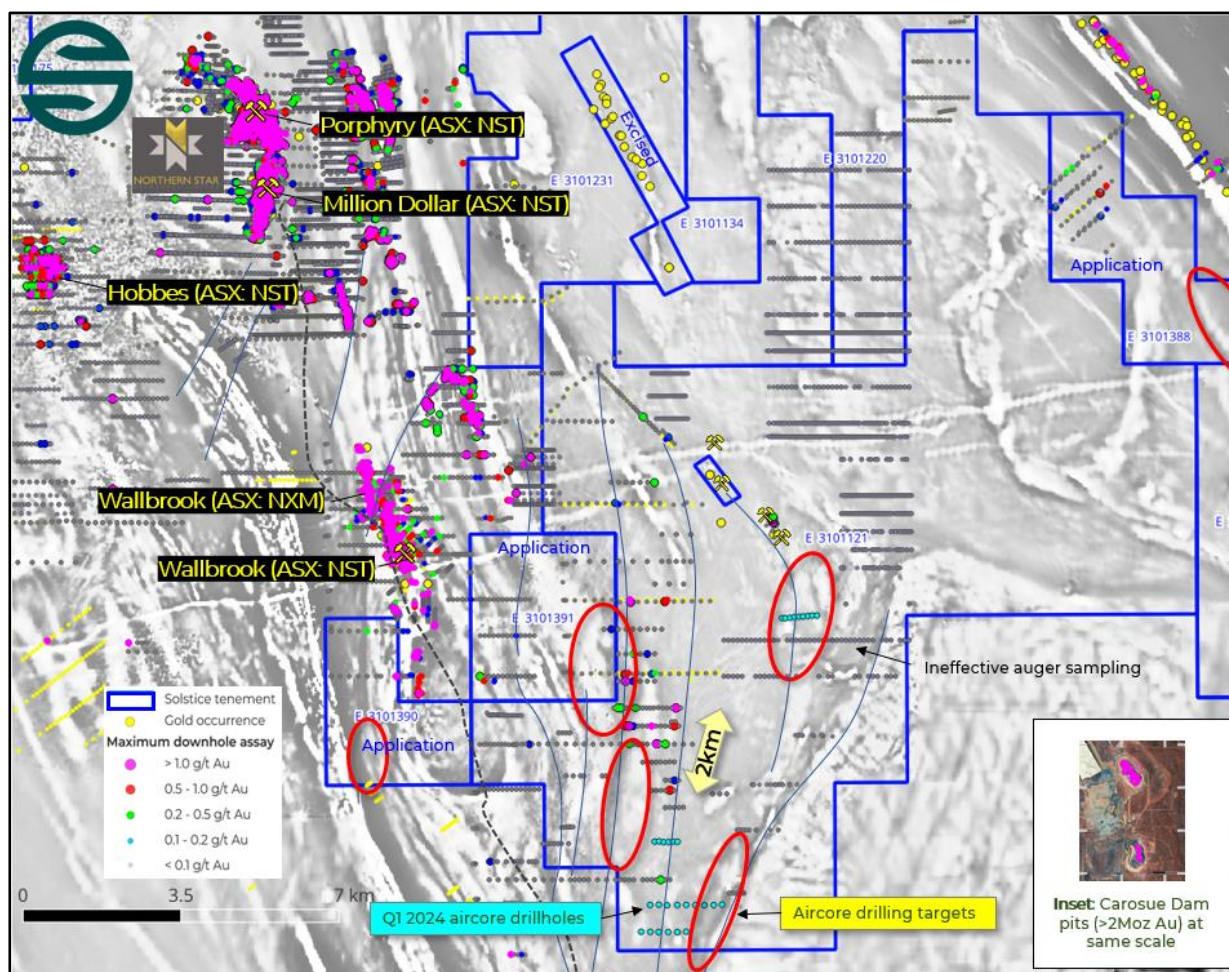 175
NORTHERN STAR
Porphyry (ASX: NST)
Million Dollar (ASX: NST)
Hobbes (ASX: NST)
Excised
E 3101231
E 3101220
E 3101134
Application
E 3101388
Wallbrook (ASX: NXM)
Wallbrook (ASX: NST)
Application
E 3101121
E 3101391
Ineffective auger sampling
E 3101390
Application
2km
Solstice tenement
Gold occurrence
Maximum downhole assay
> 1.0 g/t Au
0.5 - 1.0 g/t Au
0.2 - 0.5 g/t Au
0.1 - 0.2 g/t Au
< 0.1 g/t Au
0 3.5 7 km
Q1 2024 aircore drillholes
Aircore drilling targets
Inset: Carosue Dam
pits (>2Moz Au) at
same scale
E